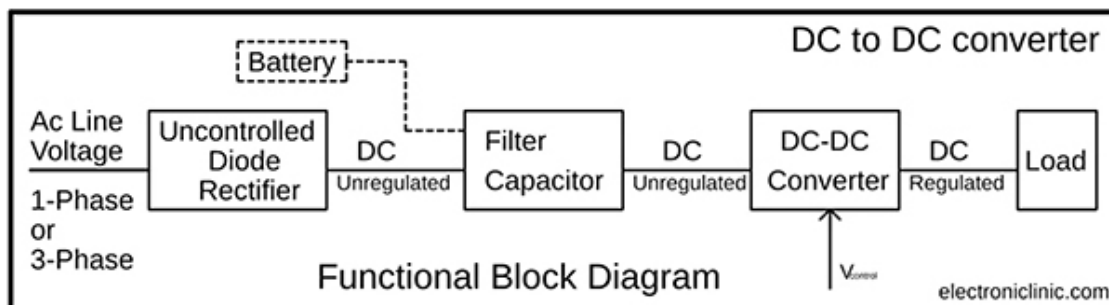 DC to DC converter
Battery
Ac Line
Voltage
1-Phase
or
3-Phase
Uncontrolled
Diode
Rectifier
DC
Unregulated
Filter
Capacitor
DC
Unregulated
DC-DC
Converter
DC
Regulated
Load
Vcontrol
Functional Block Diagram
electroniclinic.com